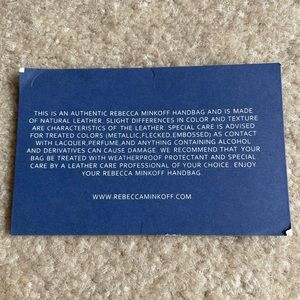 THIS IS AN AUTHENTIC REBECCA MINKOFF HANDBAG AND IS MADE
OF NATURAL LEATHER. SLIGHT DIFFERENCES IN COLOR AND TEXTURE
ARE CHARACTERISTICS OF THE LEATHER. SPECIAL CARE IS ADVISED
FOR TREATED COLORS (METALLIC,FLECKED,EMBOSSED) AS CONTACT
WITH LACQUER,PERFUME,AND ANYTHING CONTAINING ALCOHOL
AND DERIVATIVES CAN CAUSE DAMAGE. WE RECOMMEND THAT YOUR
BAG BE TREATED WITH WEATHERPROOF PROTECTANT AND SPECIAL
CARE BY A LEATHER CARE PROFESSIONAL OF YOUR CHOICE. ENJOY
YOUR REBECCA MINKOFF HANDBAG.
WWW.REBECCAMINKOFF.COM